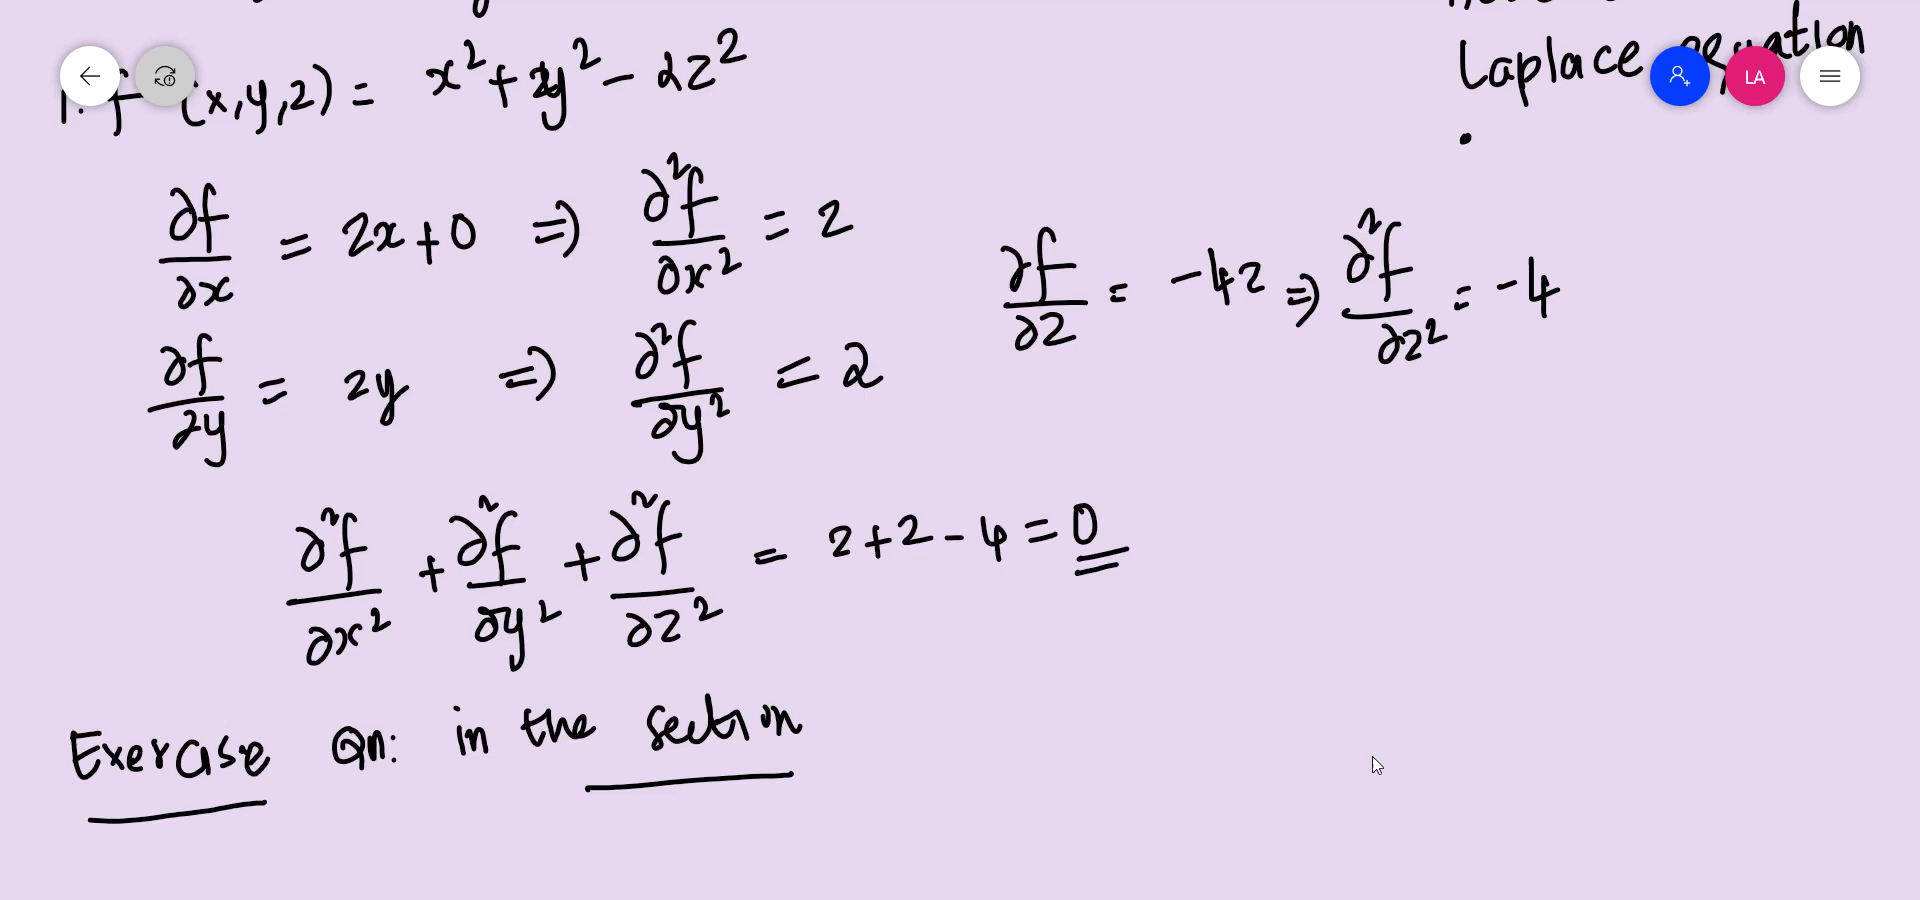 Laplace equation
1. f(x,y,z) = x² + y² - 2z²
∂f/∂x = 2x+0 ⇒ ∂²f/∂x² = 2
∂f/∂y = 2y ⇒ ∂²f/∂y² = 2
∂f/∂z = -4z ⇒ ∂²f/∂z² = -4
∂²f/∂x² + ∂²f/∂y² + ∂²f/∂z² = 2+2-4 = 0
Exercise Qn: in the section
LA